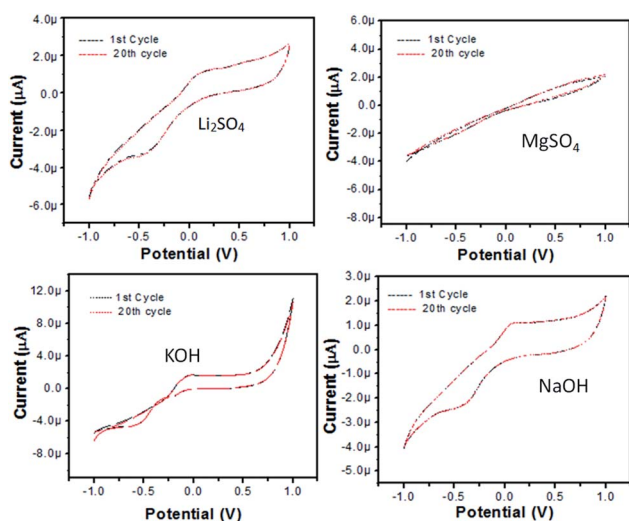 4.0μ
2.0μ
0.0
-2.0μ
-4.0μ
-6.0μ
Current (μA)
1st Cycle
20th cycle
Li₂SO₄
-1.0 -0.5 0.0 0.5 1.0
Potential (V)
6.0μ
4.0μ
2.0μ
0.0
-2.0μ
-4.0μ
-6.0μ
-8.0μ
Current (μA)
1st Cycle
20th cycle
MgSO₄
-1.0 -0.5 0.0 0.5 1.0
Potential (V)
12.0μ
8.0μ
4.0μ
0.0
-4.0μ
-8.0μ
Current (μA)
1st Cycle
20th cycle
KOH
-1.0 -0.5 0.0 0.5 1.0
Potential (V)
3.0μ
2.0μ
1.0μ
0.0
-1.0μ
-2.0μ
-3.0μ
-4.0μ
-5.0μ
Current (μA)
1st Cycle
20th cycle
NaOH
-1.0 -0.5 0.0 0.5 1.0
Potential (V)